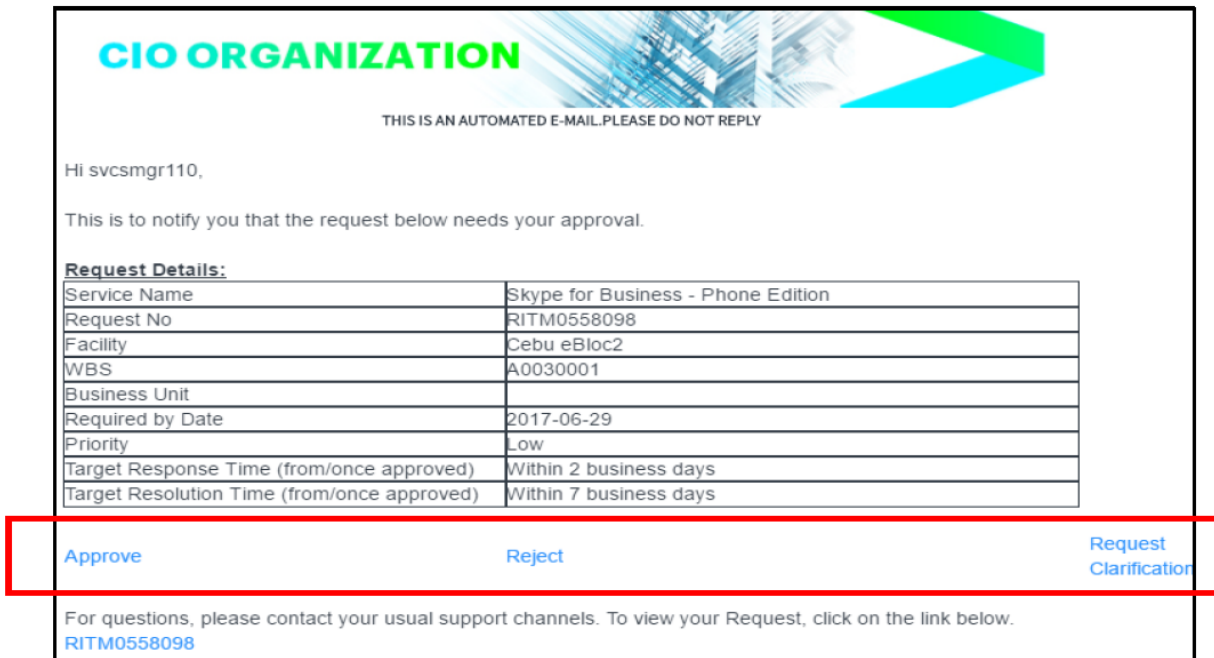 CIO ORGANIZATION
THIS IS AN AUTOMATED E-MAIL.PLEASE DO NOT REPLY
Hi svcsmgr110,
This is to notify you that the request below needs your approval.
Request Details:
Service Name Skype for Business - Phone Edition
Request No RITM0558098
Facility Cebu eBloc2
WBS A0030001
Business Unit
Required by Date 2017-06-29
Priority Low
Target Response Time (from/once approved) Within 2 business days
Target Resolution Time (from/once approved) Within 7 business days
Approve Reject Request
Clarification
For questions, please contact your usual support channels. To view your Request, click on the link below.
RITM0558098